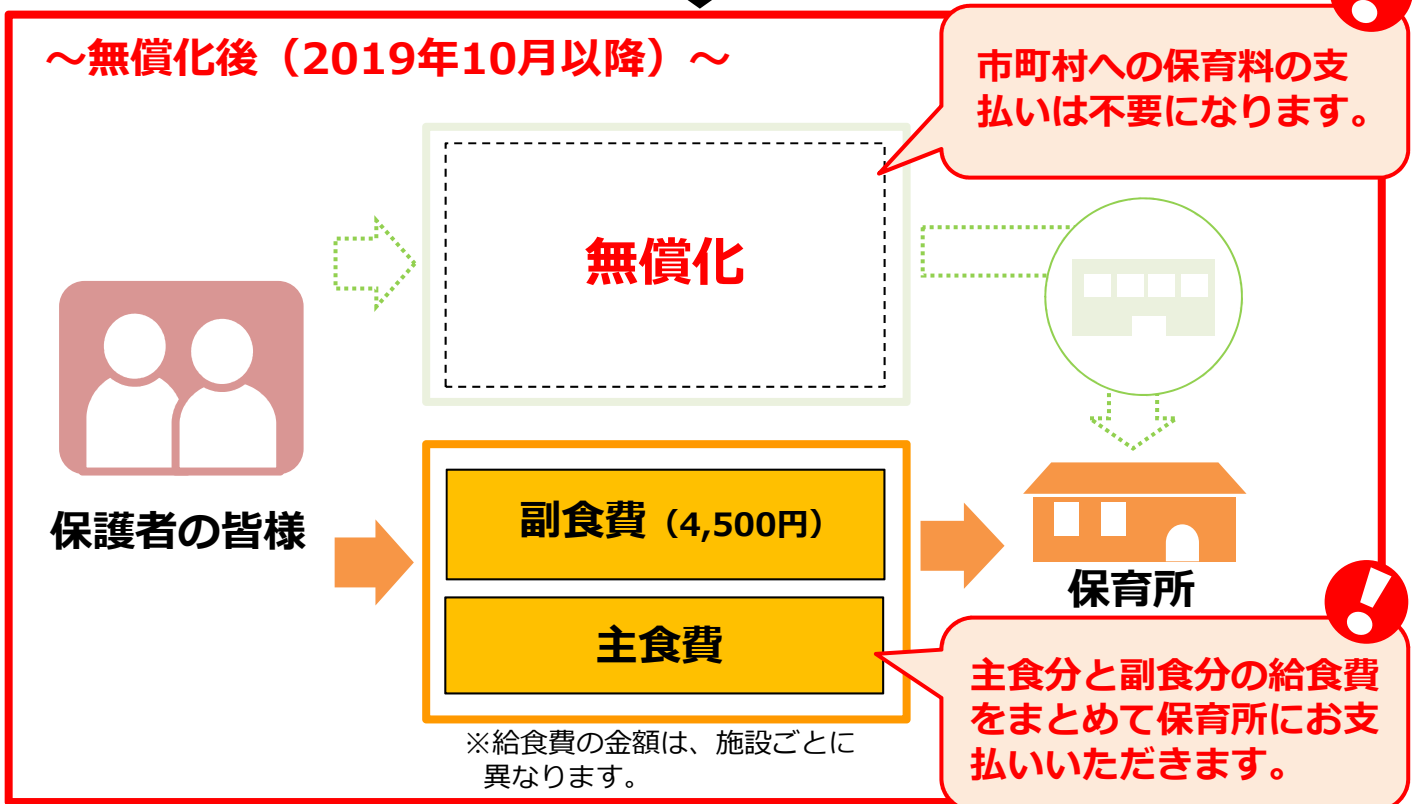 ～無償化後（2019年10月以降）～
市町村への保育料の支
払いは不要になります。
無償化
保護者の皆様
副食費（4,500円）
主食費
保育所
※給食費の金額は、施設ごとに
異なります。
主食分と副食分の給食費
をまとめて保育所にお支
払いいただきます。